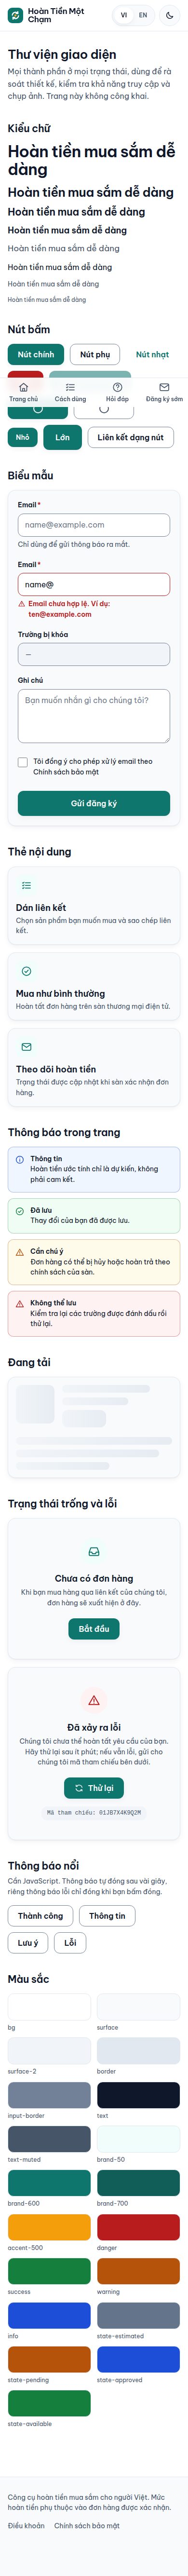 Hoàn Tiền Một
Chạm
VI
EN
Thư viện giao diện
Mọi thành phần ở mọi trạng thái, dùng để rà
soát thiết kế, kiểm tra khả năng truy cập và
chụp ảnh. Trang này không công khai.
Kiểu chữ
Hoàn tiền mua sắm dễ
dàng
Hoàn tiền mua sắm dễ dàng
Hoàn tiền mua sắm dễ dàng
Hoàn tiền mua sắm dễ dàng
Hoàn tiền mua sắm dễ dàng
Hoàn tiền mua sắm dễ dàng
Hoàn tiền mua sắm dễ dàng
Hoàn tiền mua sắm dễ dàng
Nút bấm
Nút chính
Nút phụ
Nút nhạt
Trang chủ
Cách dùng
Hỏi đáp
Đăng ký sớm
Nhỏ
Lớn
Liên kết dạng nút
Biểu mẫu
Email *
name@example.com
Chỉ dùng để gửi thông báo ra mắt.
Email *
name@
Email chưa hợp lệ. Ví dụ:
ten@example.com
Trường bị khóa
—
Ghi chú
Bạn muốn nhắn gì cho chúng tôi?
Tôi đồng ý cho phép xử lý email theo
Chính sách bảo mật
Gửi đăng ký
Thẻ nội dung
Dán liên kết
Chọn sản phẩm bạn muốn mua và sao chép liên
kết.
Mua như bình thường
Hoàn tất đơn hàng trên sàn thương mại điện tử.
Theo dõi hoàn tiền
Trạng thái được cập nhật khi sàn xác nhận đơn
hàng.
Thông báo trong trang
Thông tin
Hoàn tiền ước tính chỉ là dự kiến, không
phải cam kết.
Đã lưu
Thay đổi của bạn đã được lưu.
Cần chú ý
Đơn hàng có thể bị hủy hoặc hoàn trả theo
chính sách của sàn.
Không thể lưu
Kiểm tra lại các trường được đánh dấu rồi
thử lại.
Đang tải
Trạng thái trống và lỗi
Chưa có đơn hàng
Khi bạn mua hàng qua liên kết của chúng tôi,
đơn hàng sẽ xuất hiện ở đây.
Bắt đầu
Đã xảy ra lỗi
Chúng tôi chưa thể hoàn tất yêu cầu của bạn.
Hãy thử lại sau ít phút; nếu vẫn lỗi, gửi cho
chúng tôi mã tham chiếu bên dưới.
Thử lại
Mã tham chiếu: 01JB7X4K9Q2M
Thông báo nổi
Cần JavaScript. Thông báo tự đóng sau vài giây,
riêng thông báo lỗi chỉ đóng khi bạn bấm đóng.
Thành công
Thông tin
Lưu ý
Lỗi
Màu sắc
bg
surface
surface-2
border
input-border
text
text-muted
brand-50
brand-600
brand-700
accent-500
danger
success
warning
info
state-estimated
state-pending
state-approved
state-available
Công cụ hoàn tiền mua sắm cho người Việt. Mức
hoàn tiền phụ thuộc vào đơn hàng được xác nhận.
Điều khoản
Chính sách bảo mật